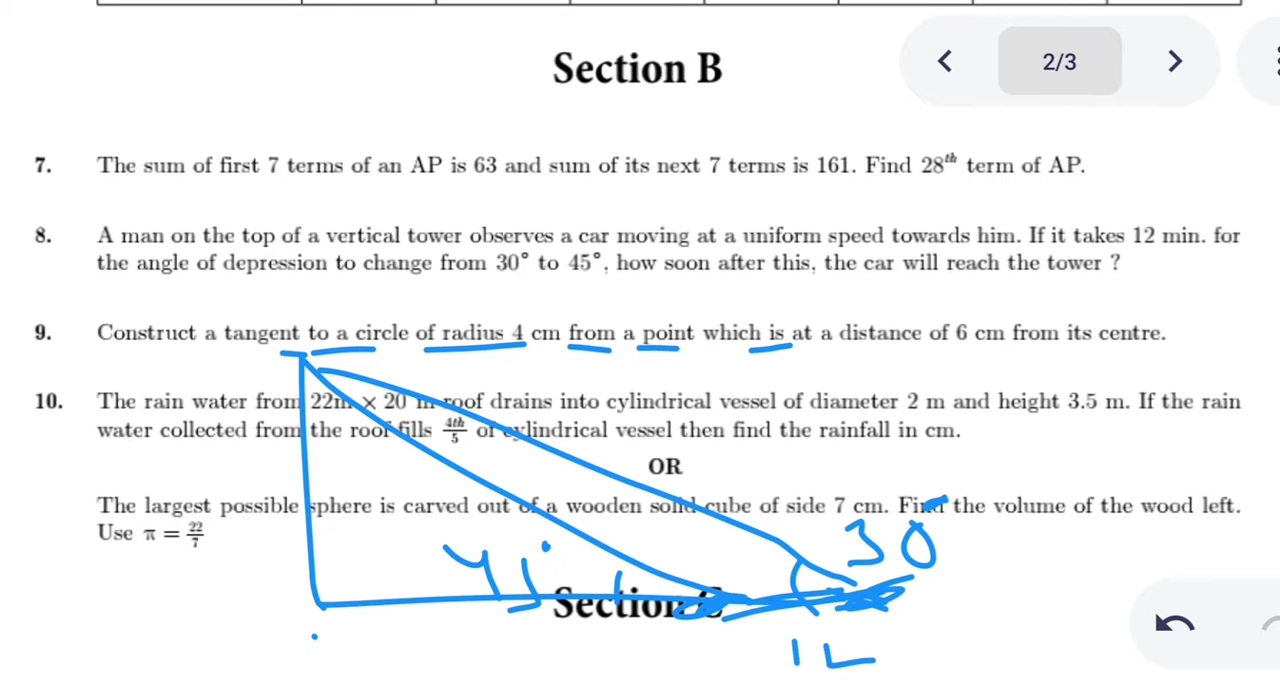 Section B
2/3
7. The sum of first 7 terms of an AP is 63 and sum of its next 7 terms is 161. Find 28th term of AP.
8. A man on the top of a vertical tower observes a car moving at a uniform speed towards him. If it takes 12 min. for
the angle of depression to change from 30° to 45°, how soon after this, the car will reach the tower ?
9. Construct a tangent to a circle of radius 4 cm from a point which is at a distance of 6 cm from its centre.
10. The rain water from 22m × 20 m roof drains into cylindrical vessel of diameter 2 m and height 3.5 m. If the rain
water collected from the roof fills 4th/5 of cylindrical vessel then find the rainfall in cm.
OR
The largest possible sphere is carved out of a wooden solid cube of side 7 cm. Find the volume of the wood left.
Use π = 22/7
30
45°
Section C
12